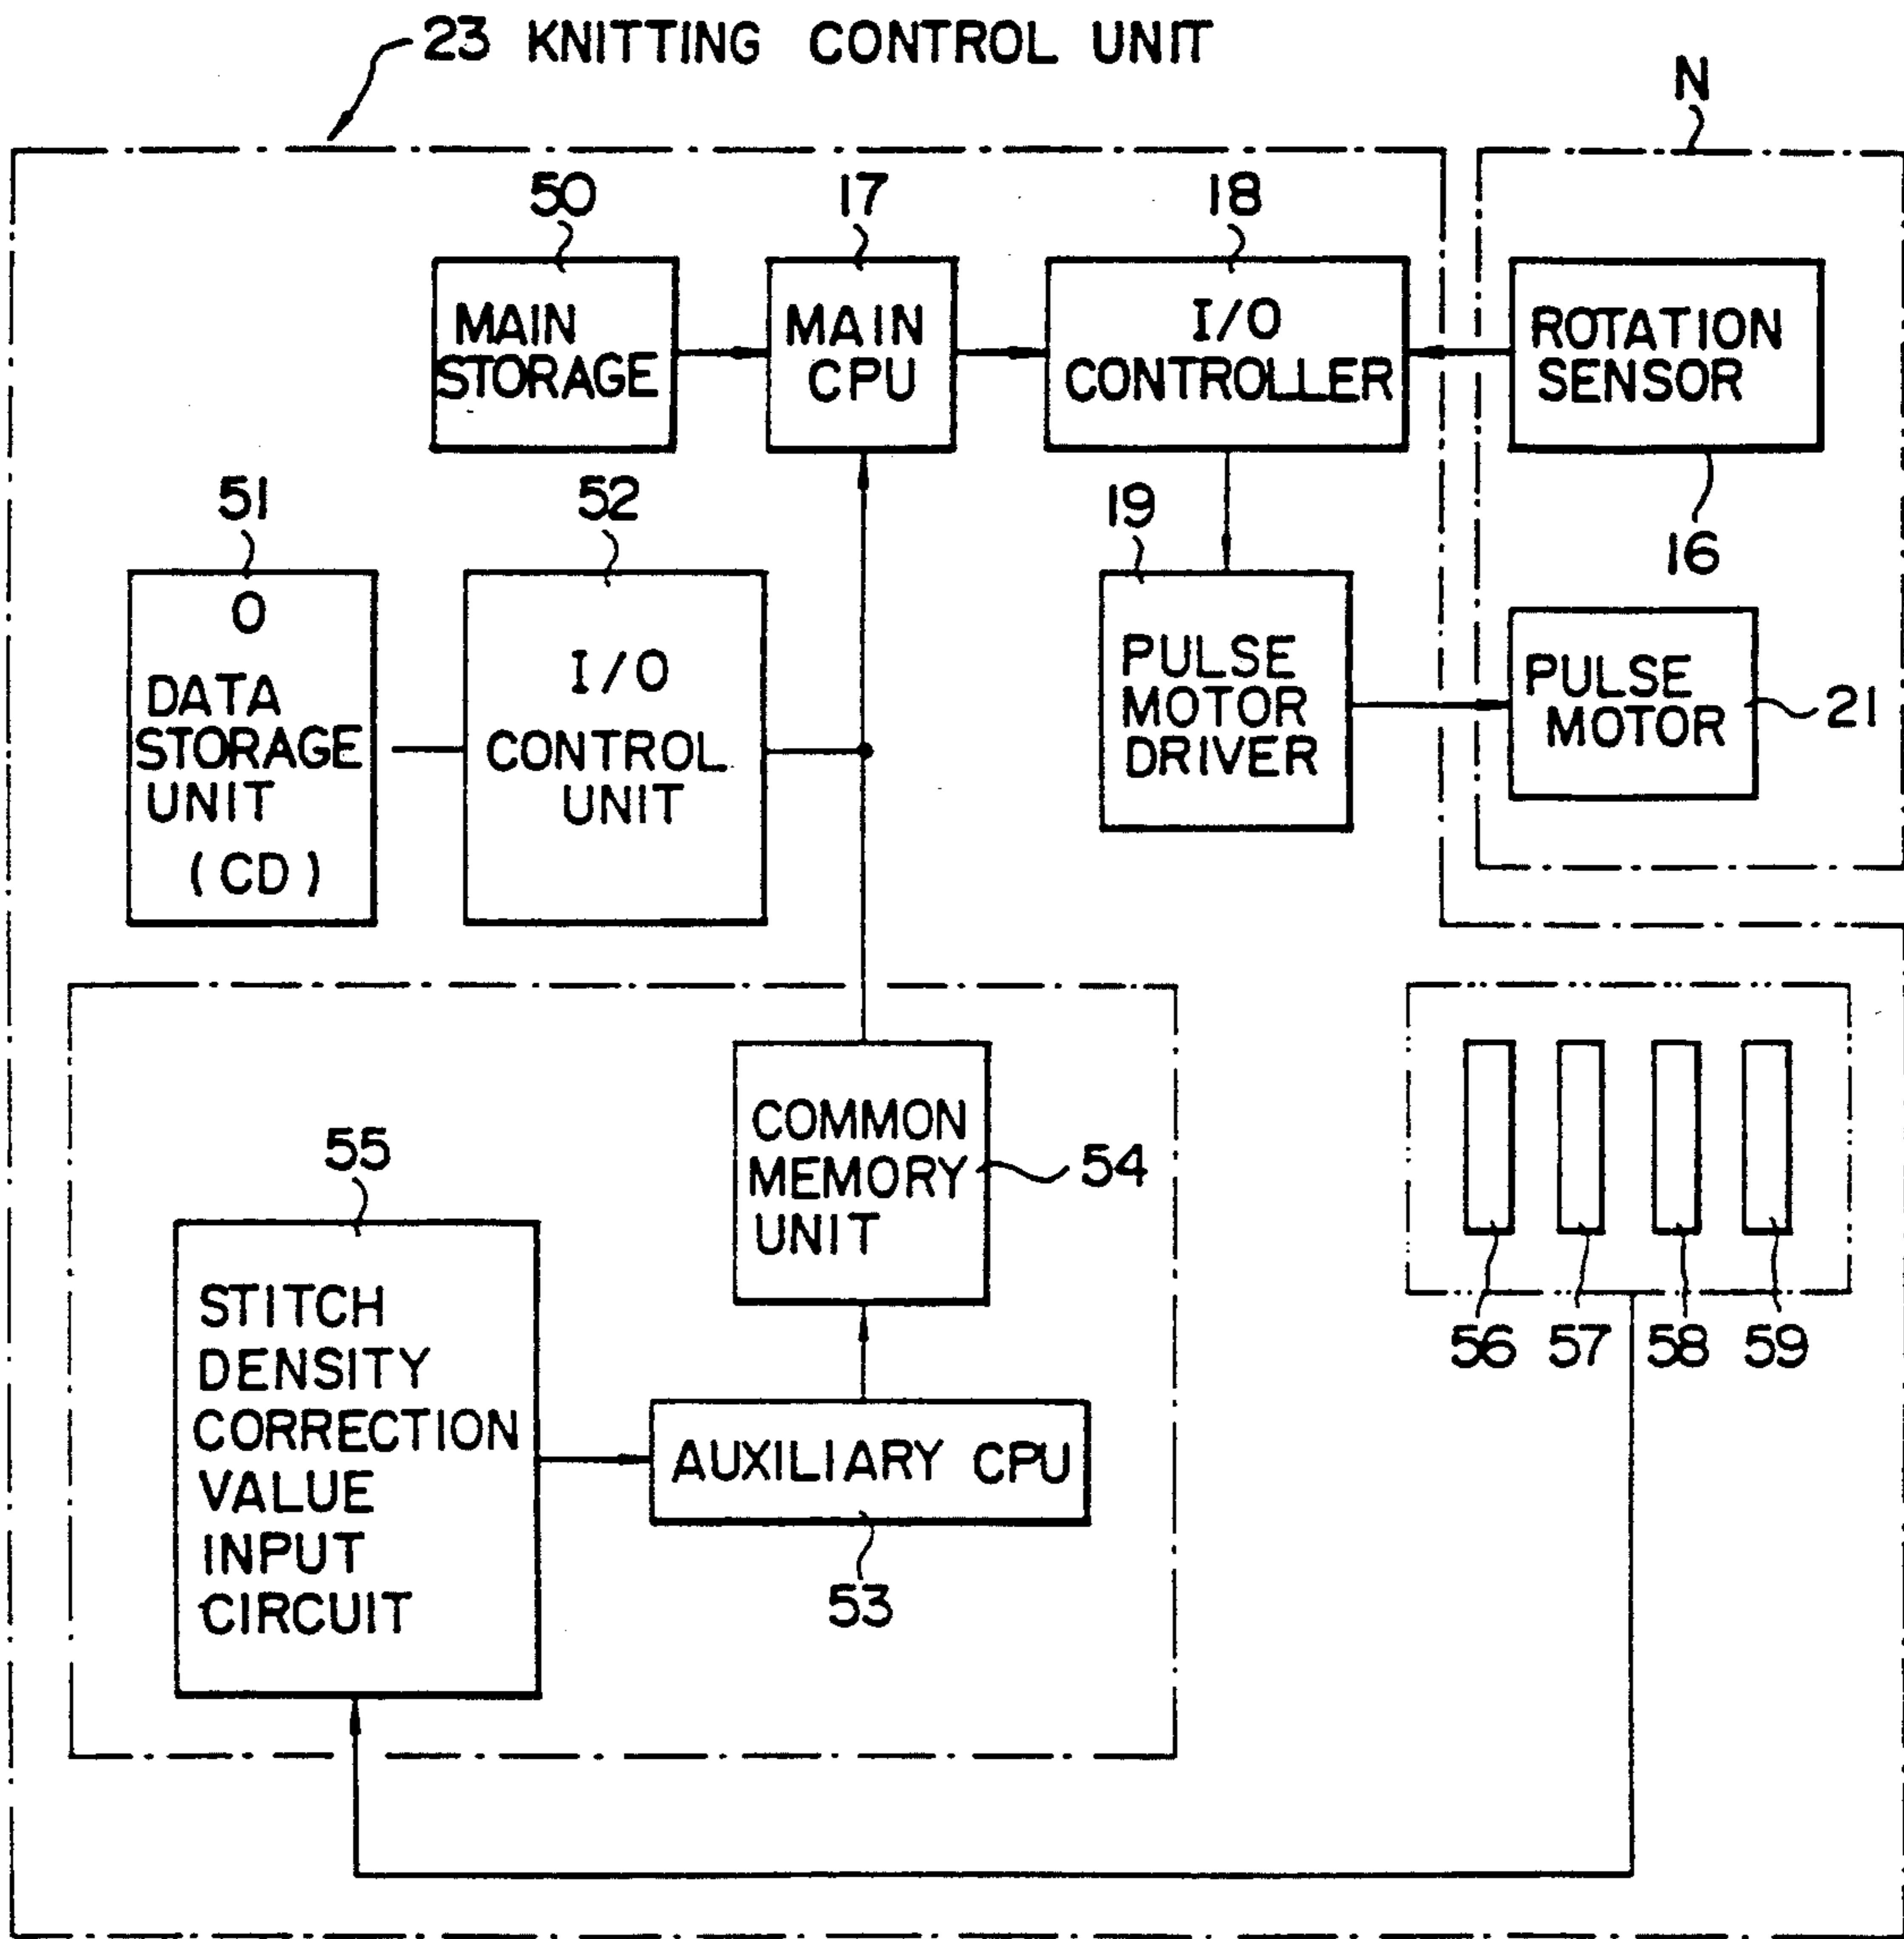 23 KNITTING CONTROL UNIT
N
50
17
18
MAIN
STORAGE
MAIN
CPU
I/O
CONTROLLER
ROTATION
SENSOR
16
51
52
19
O
DATA
STORAGE
UNIT
(CD)
I/O
CONTROL
UNIT
PULSE
MOTOR
DRIVER
PULSE
MOTOR
21
COMMON
MEMORY
UNIT
54
55
STITCH
DENSITY
CORRECTION
VALUE
INPUT
CIRCUIT
AUXILIARY CPU
53
56 57 58 59